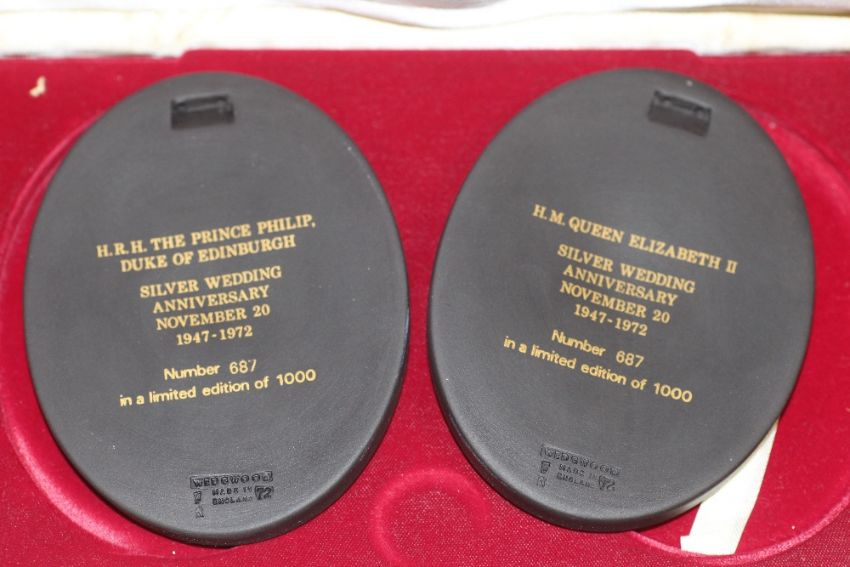 H.R.H. THE PRINCE PHILIP,
DUKE OF EDINBURGH
SILVER WEDDING
ANNIVERSARY
NOVEMBER 20
1947-1972
Number 687
in a limited edition of 1000
WEDGWOOD
MADE IN
ENGLAND 72
H.M. QUEEN ELIZABETH II
SILVER WEDDING
ANNIVERSARY
NOVEMBER 20
1947-1972
Number 687
in a limited edition of 1000
WEDGWOOD
MADE IN
ENGLAND 72